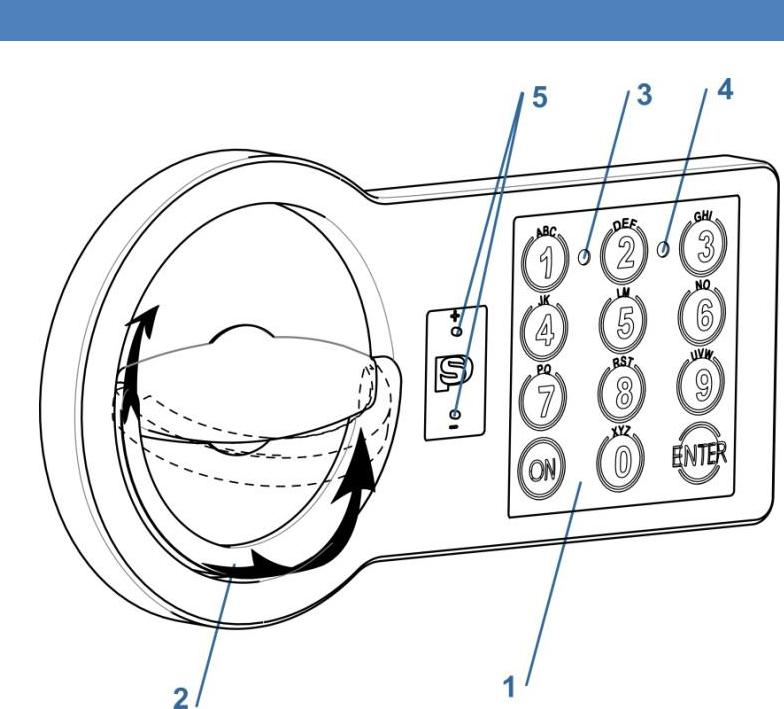 5
3
4
ABC
DEF
GHI
1
2
3
JK
LM
NO
4
5
6
PQ
RST
UVW
7
8
9
XYZ
ON
0
ENTER
+
PS
-
1
2